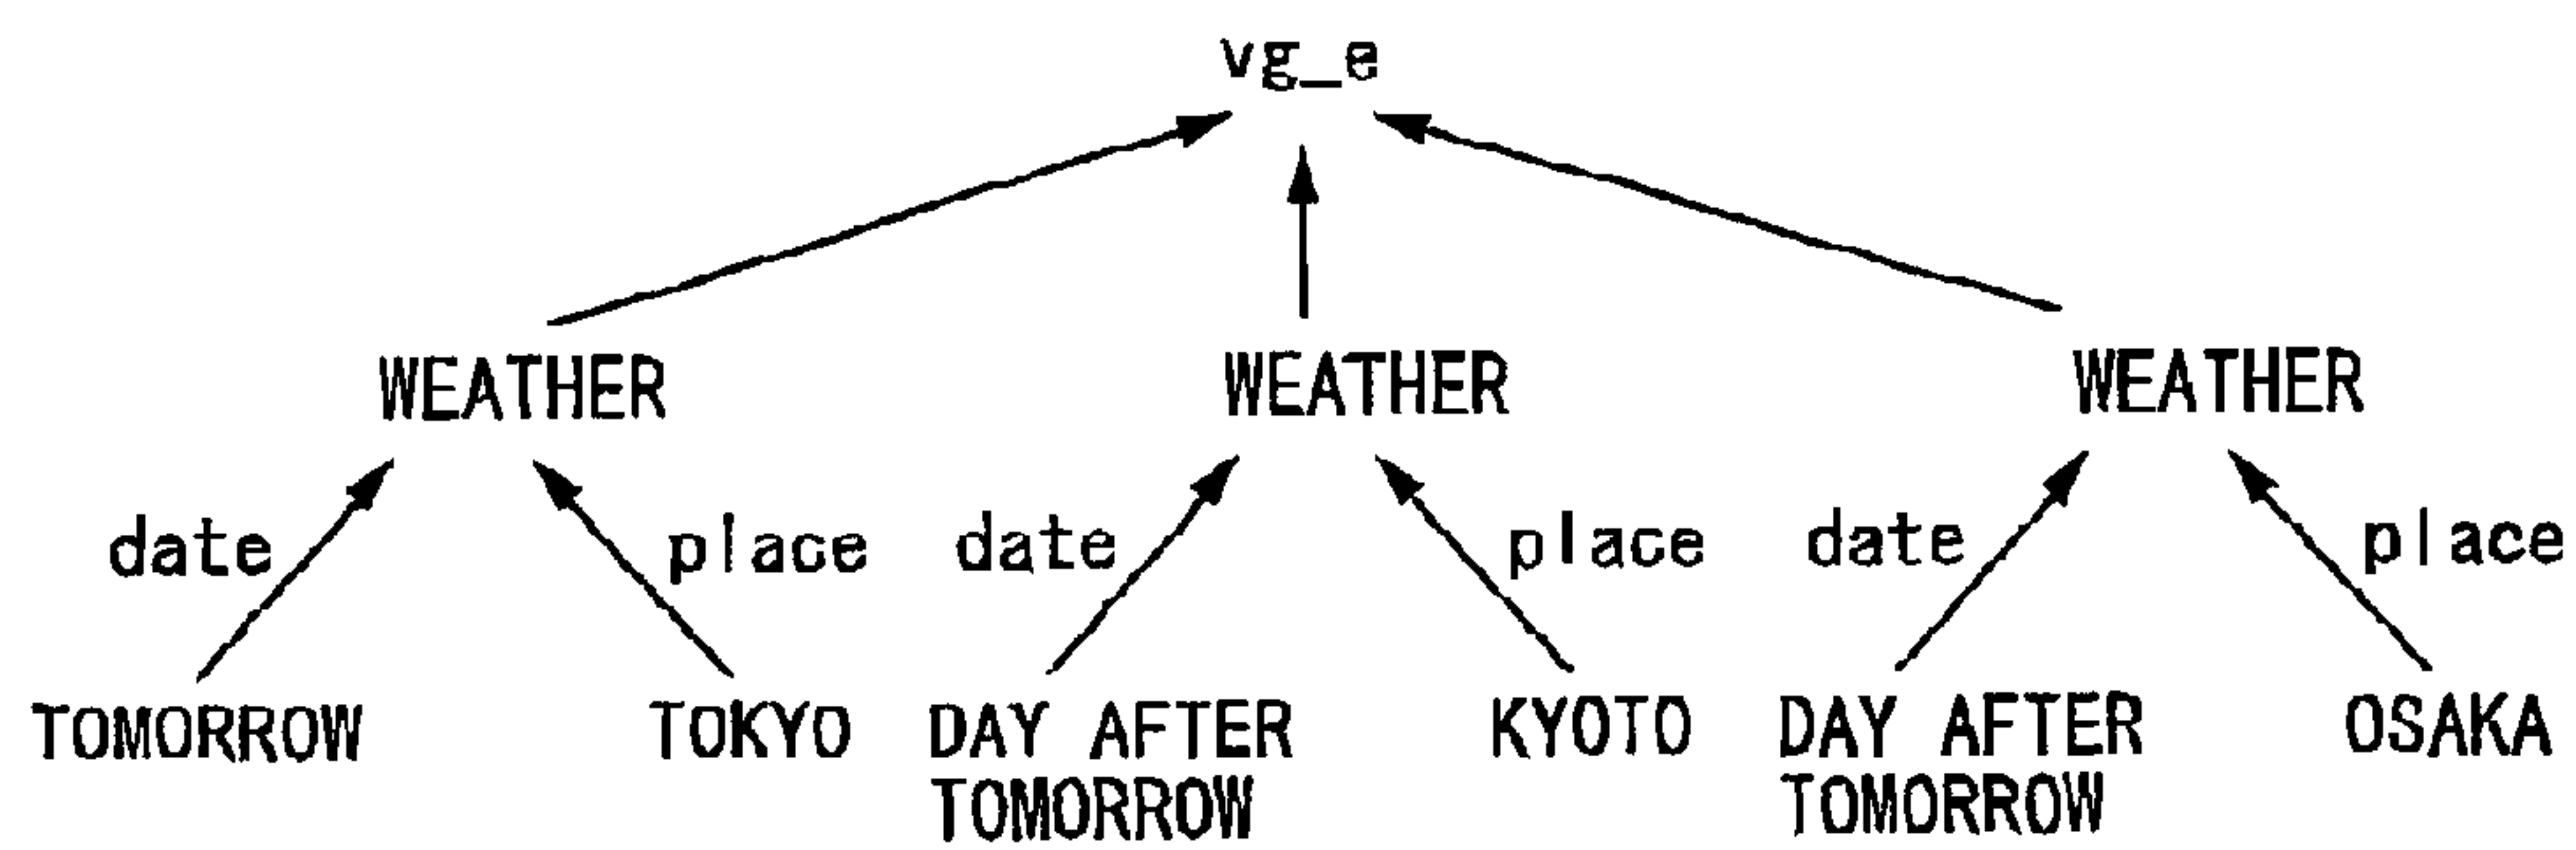 vg_e
WEATHER WEATHER WEATHER
date place date place date place
TOMORROW TOKYO DAY AFTER KYOTO DAY AFTER OSAKA
TOMORROW TOMORROW